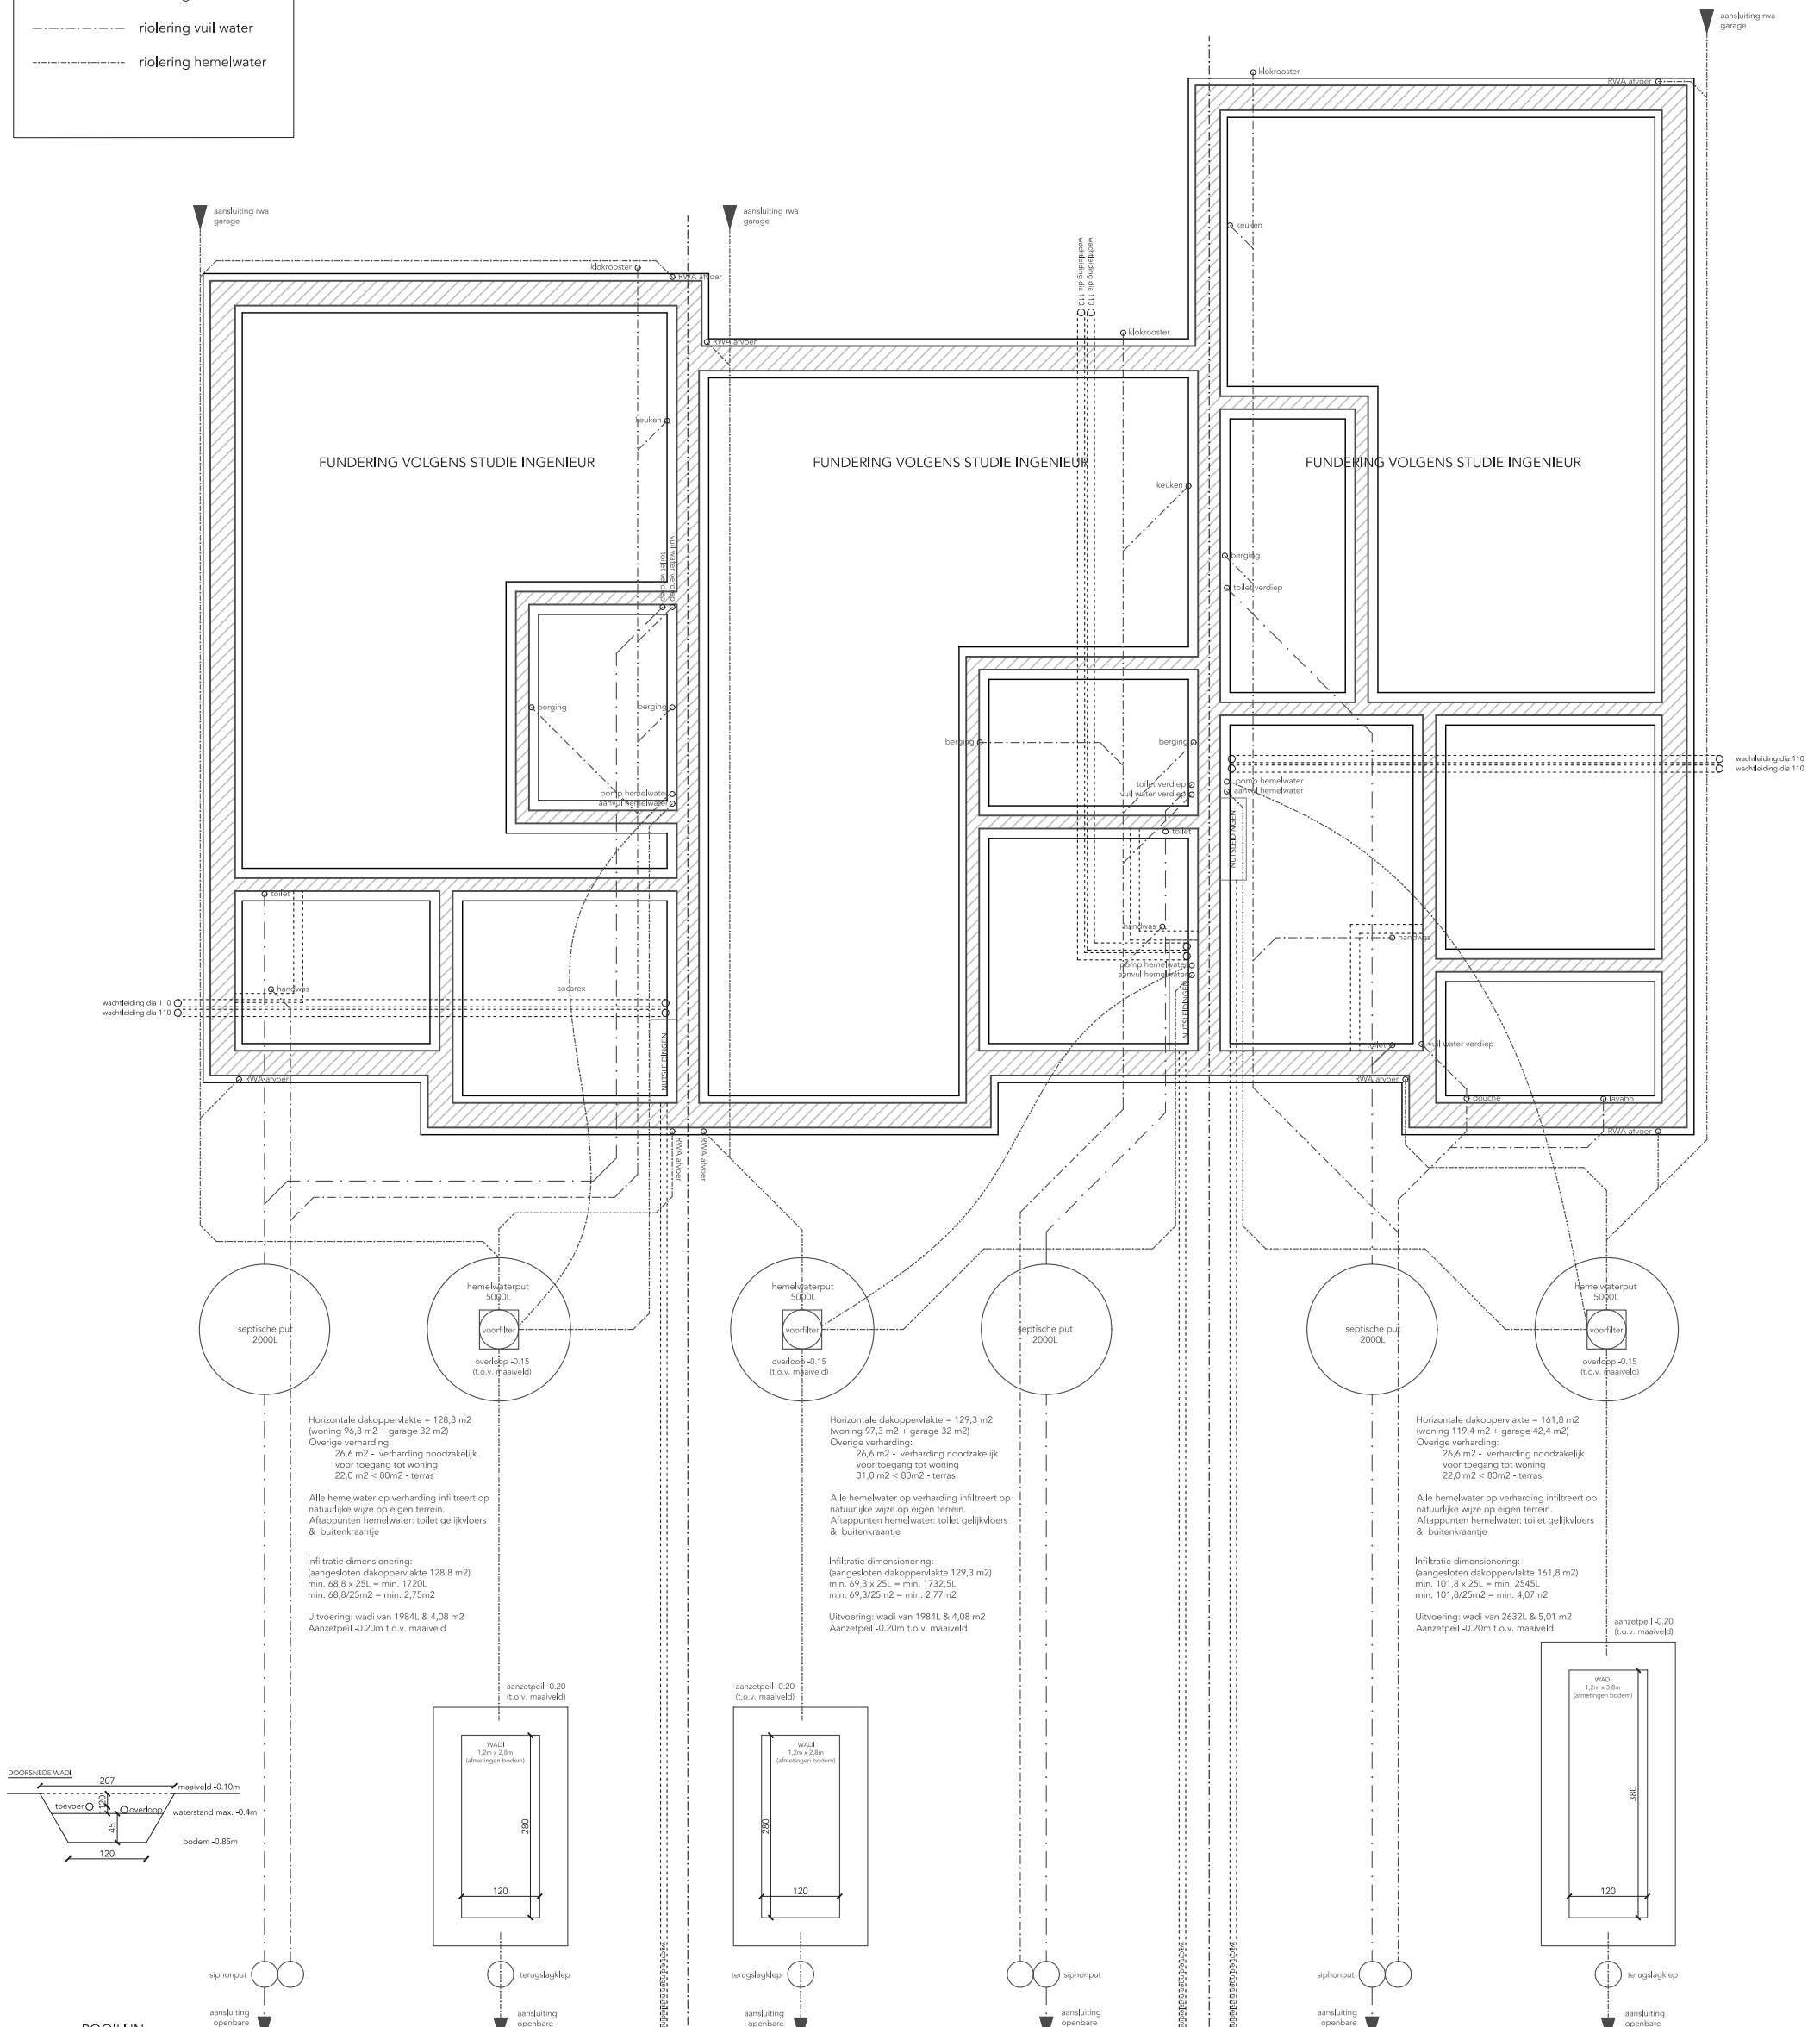 riolering vuil water
riolering hemelwater
aansluiting rwa
garage
klokrooster
RWA afvoer
aansluiting rwa
garage
aansluiting rwa
garage
keuken
wachtleiding dia 110
wachtleiding dia 110
klokrooster
RWA afvoer
klokrooster
RWA afvoer
keuken
FUNDERING VOLGENS STUDIE INGENIEUR
FUNDERING VOLGENS STUDIE INGENIEUR
FUNDERING VOLGENS STUDIE INGENIEUR
keuken
vuil water verdiep
toilet verdiep
berging
toilet verdiep
berging
berging
berging
berging
wachtleiding dia 110
wachtleiding dia 110
pomp hemelwater
aanvul hemelwater
toilet verdiep
vuil water verdiep
pomp hemelwater
aanvul hemelwater
toilet
NUTSLEIDINGEN
toilet
handwas
handwas
pomp hemelwater
aanvul hemelwater
NUTSLEIDINGEN
handwas
socarex
wachtleiding dia 110
wachtleiding dia 110
NUTSLEIDINGEN
toilet
vuil water verdiep
RWA afvoer
RWA afvoer
douche
lavabo
RWA afvoer
RWA afvoer
RWA afvoer
septische put
2000L
hemelwaterput
5000L
voorfilter
overloop -0.15
(t.o.v. maaiveld)
hemelwaterput
5000L
voorfilter
overloop -0.15
(t.o.v. maaiveld)
septische put
2000L
septische put
2000L
hemelwaterput
5000L
voorfilter
overloop -0.15
(t.o.v. maaiveld)
Horizontale dakoppervlakte = 128,8 m2
(woning 96,8 m2 + garage 32 m2)
Overige verharding:
26,6 m2 - verharding noodzakelijk
voor toegang tot woning
22,0 m2 < 80m2 - terras
Alle hemelwater op verharding infiltreert op
natuurlijke wijze op eigen terrein.
Aftappunten hemelwater: toilet gelijkvloers
& buitenkraantje
Infiltratie dimensionering:
(aangesloten dakoppervlakte 128,8 m2)
min. 68,8 x 25L = min. 1720L
min. 68,8/25m2 = min. 2,75m2
Uitvoering: wadi van 1984L & 4,08 m2
Aanzetpeil -0.20m t.o.v. maaiveld
Horizontale dakoppervlakte = 129,3 m2
(woning 97,3 m2 + garage 32 m2)
Overige verharding:
26,6 m2 - verharding noodzakelijk
voor toegang tot woning
31,0 m2 < 80m2 - terras
Alle hemelwater op verharding infiltreert op
natuurlijke wijze op eigen terrein.
Aftappunten hemelwater: toilet gelijkvloers
& buitenkraantje
Infiltratie dimensionering:
(aangesloten dakoppervlakte 129,3 m2)
min. 69,3 x 25L = min. 1732,5L
min. 69,3/25m2 = min. 2,77m2
Uitvoering: wadi van 1984L & 4,08 m2
Aanzetpeil -0.20m t.o.v. maaiveld
Horizontale dakoppervlakte = 161,8 m2
(woning 119,4 m2 + garage 42,4 m2)
Overige verharding:
26,6 m2 - verharding noodzakelijk
voor toegang tot woning
22,0 m2 < 80m2 - terras
Alle hemelwater op verharding infiltreert op
natuurlijke wijze op eigen terrein.
Aftappunten hemelwater: toilet gelijkvloers
& buitenkraantje
Infiltratie dimensionering:
(aangesloten dakoppervlakte 161,8 m2)
min. 101,8 x 25L = min. 2545L
min. 101,8/25m2 = min. 4,07m2
Uitvoering: wadi van 2632L & 5,01 m2
Aanzetpeil -0.20m t.o.v. maaiveld
aanzetpeil -0.20
(t.o.v. maaiveld)
aanzetpeil -0.20
(t.o.v. maaiveld)
aanzetpeil -0.20
(t.o.v. maaiveld)
WADI
1,2m x 2,8m
(afmetingen bodem)
280
120
WADI
1,2m x 2,8m
(afmetingen bodem)
280
120
WADI
1,2m x 3,8m
(afmetingen bodem)
380
120
DOORSNEDE WADI
207
maaiveld -0.10m
toevoer
overloop
waterstand max. -0.4m
45
bodem -0.85m
120
siphonput
terugslagklep
terugslagklep
siphonput
siphonput
terugslagklep
aansluiting
openbare
aansluiting
openbare
aansluiting
openbare
aansluiting
openbare
aansluiting
openbare
aansluiting
openbare